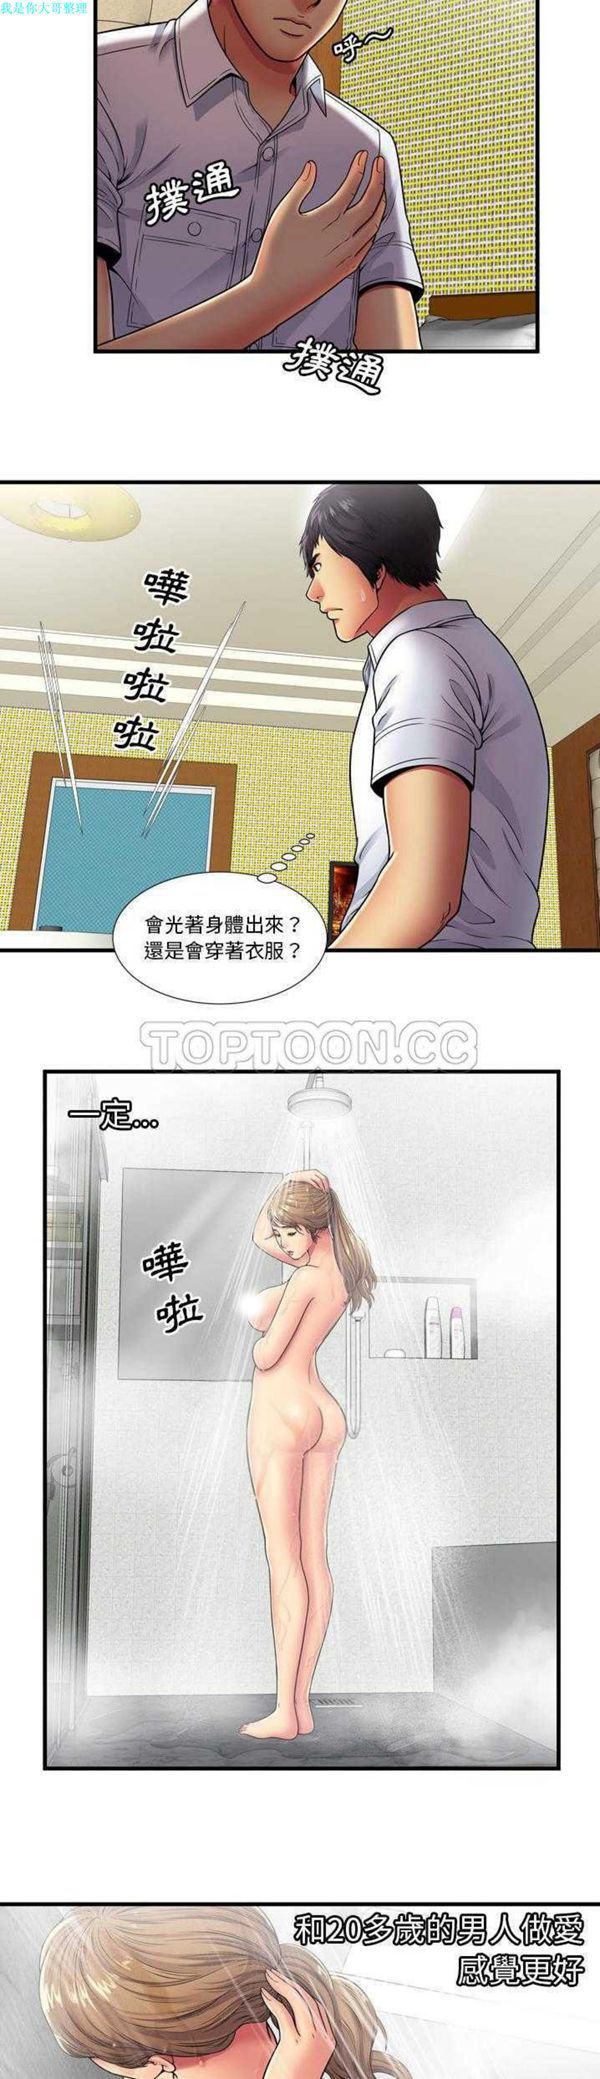 我是你大哥整理
呼～
撲通
撲通
嘩啦啦啦
會光著身體出來？
還是會穿著衣服？
TOPTOON.CC
一定...
嘩啦
和20多歲的男人做愛
感覺更好